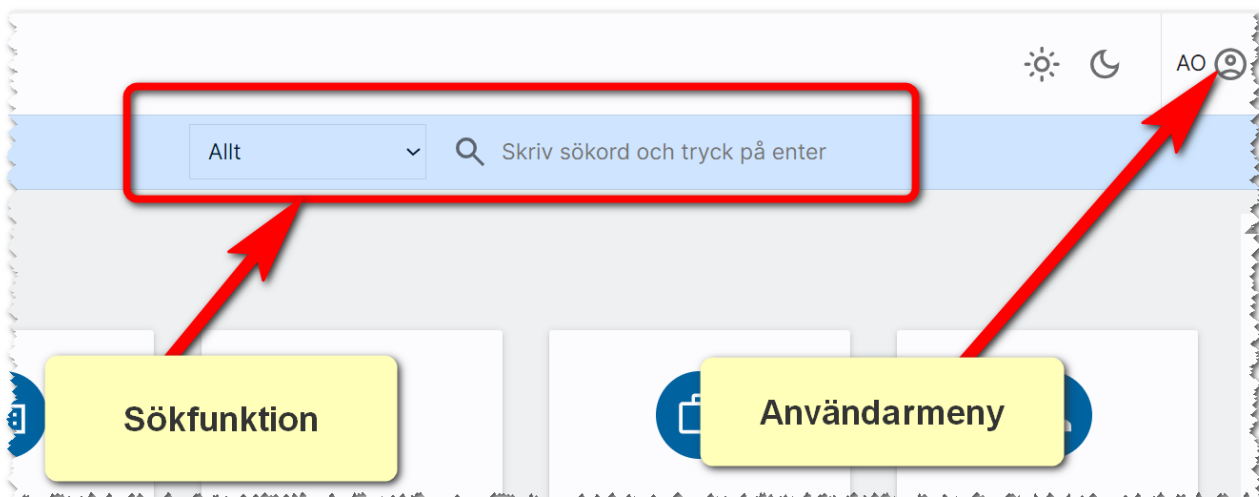 AO
Allt
Skriv sökord och tryck på enter
Sökfunktion
Användarmeny